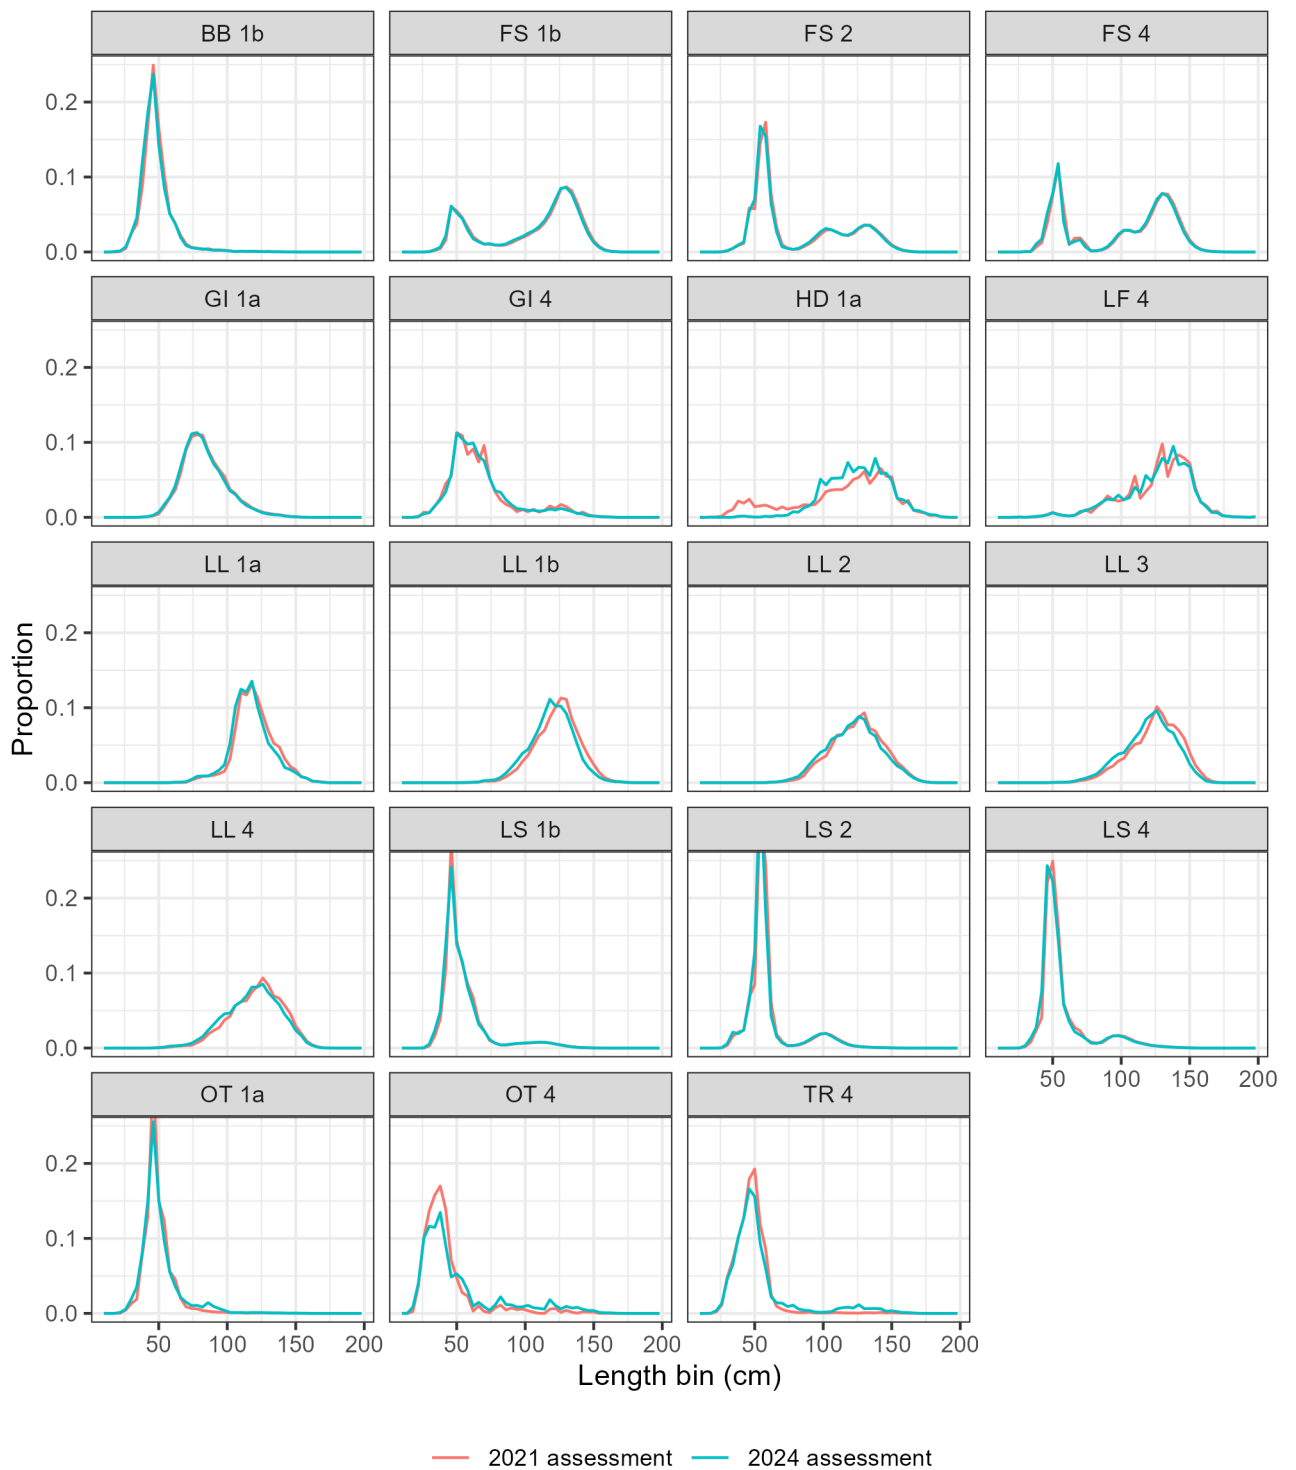 BB 1b FS 1b FS 2 FS 4
0.2
0.1
0.0
GI 1a GI 4 HD 1a LF 4
0.2
0.1
0.0
LL 1a LL 1b LL 2 LL 3
0.2
0.1
0.0
LL 4 LS 1b LS 2 LS 4
0.2
0.1
0.0
50 100 150 200
OT 1a OT 4 TR 4
0.2
0.1
0.0
50 100 150 200 50 100 150 200 50 100 150 200
Proportion
Length bin (cm)
2021 assessment 2024 assessment